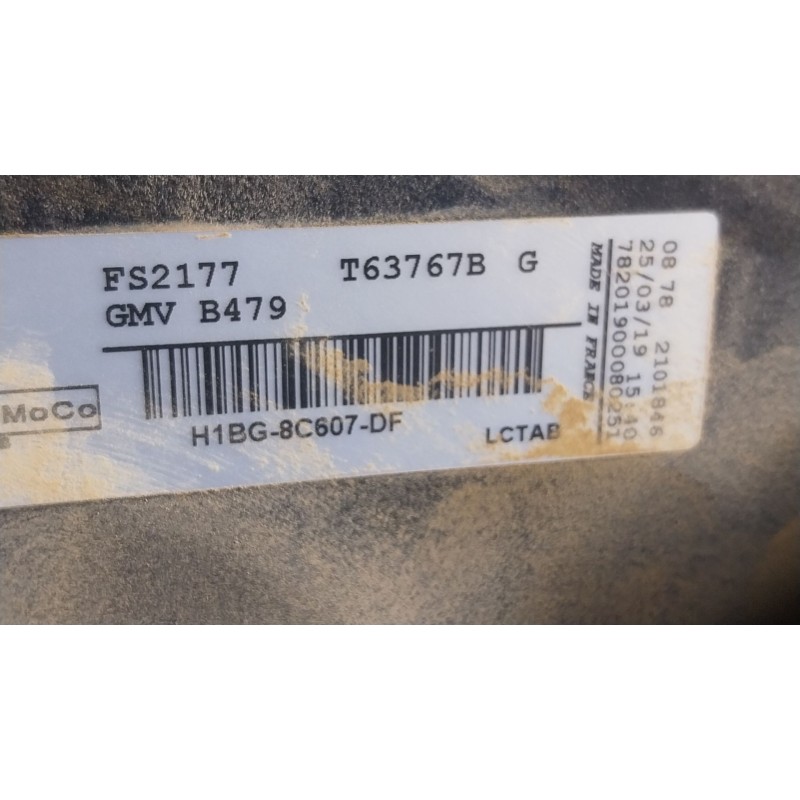 FS2177 T63767B G
GMV B479
MoCo
H1BG-8C607-DF LCTAB
MADE IN FRANCE
78201900080251
25/03/19 15:40
08 78 2101846